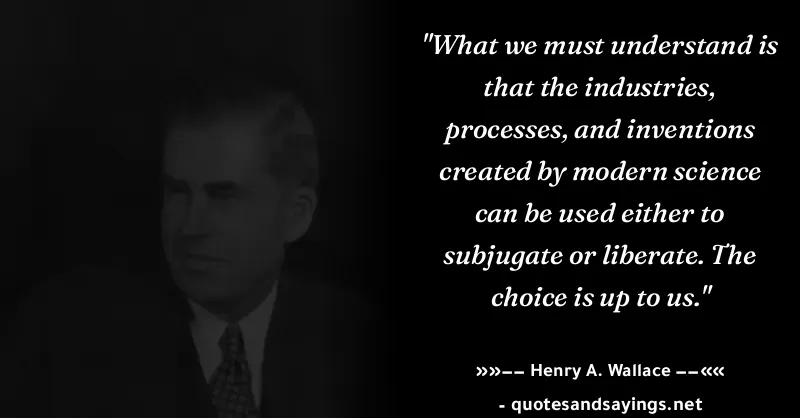 "What we must understand is
that the industries,
processes, and inventions
created by modern science
can be used either to
subjugate or liberate. The
choice is up to us."
»»–– Henry A. Wallace ––««
- quotesandsayings.net